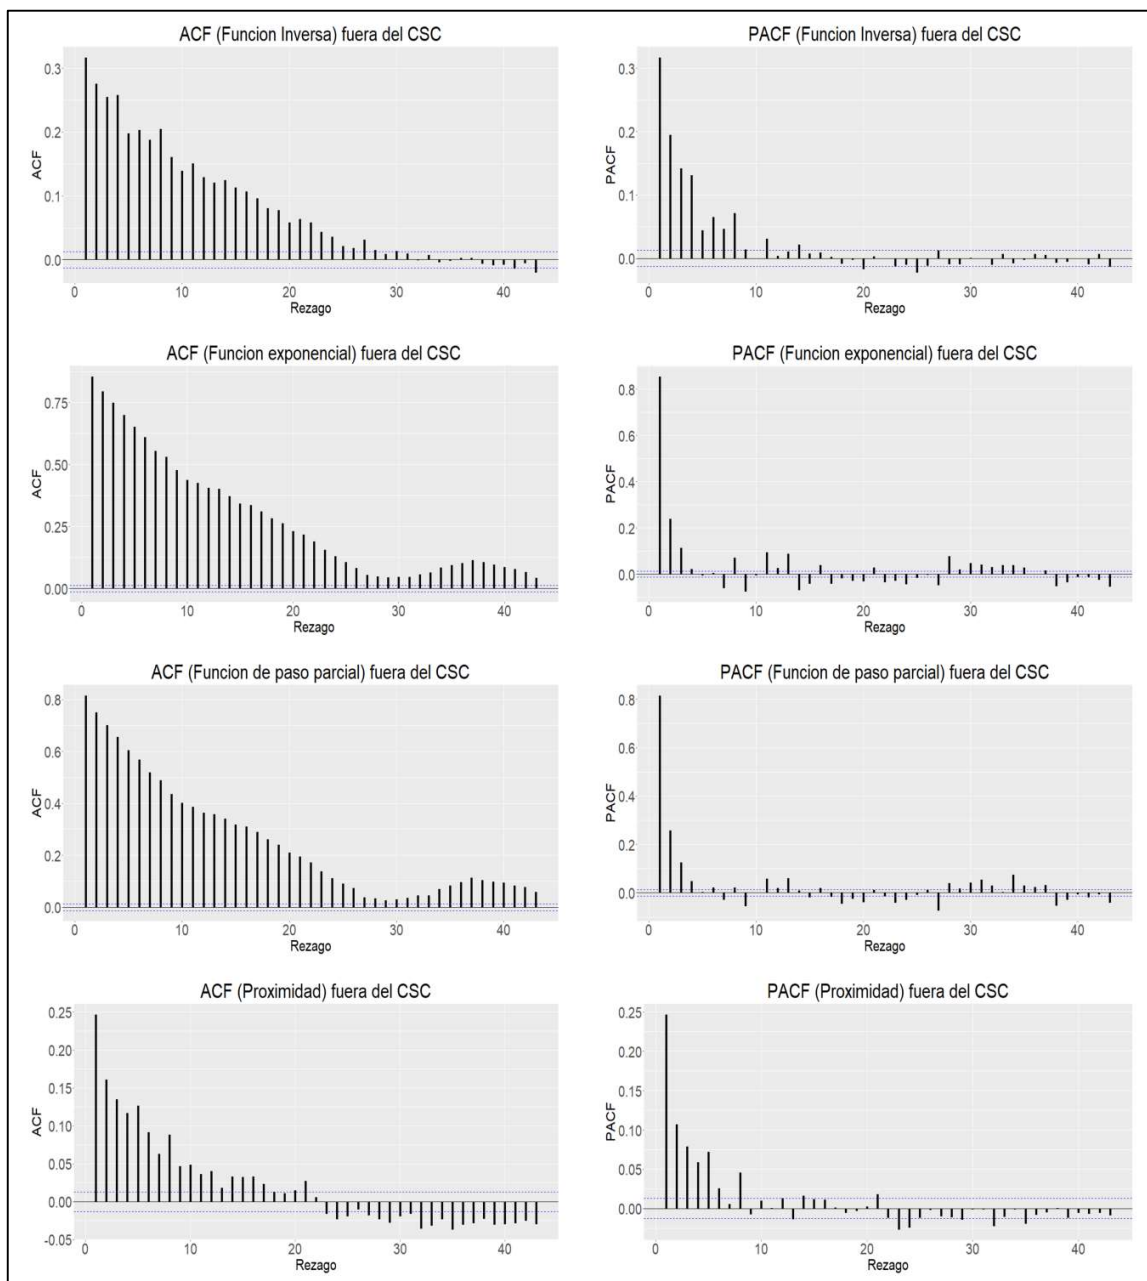 ACF (Funcion Inversa) fuera del CSC
0.3
0.2
0.1
0.0
ACF
0 10 20 30 40
Rezago
PACF (Funcion Inversa) fuera del CSC
0.3
0.2
0.1
0.0
PACF
0 10 20 30 40
Rezago
ACF (Funcion exponencial) fuera del CSC
0.75
0.50
0.25
0.00
ACF
0 10 20 30 40
Rezago
PACF (Funcion exponencial) fuera del CSC
0.8
0.6
0.4
0.2
0.0
PACF
0 10 20 30 40
Rezago
ACF (Funcion de paso parcial) fuera del CSC
0.8
0.6
0.4
0.2
0.0
ACF
0 10 20 30 40
Rezago
PACF (Funcion de paso parcial) fuera del CSC
0.8
0.6
0.4
0.2
0.0
PACF
0 10 20 30 40
Rezago
ACF (Proximidad) fuera del CSC
0.25
0.20
0.15
0.10
0.05
0.00
-0.05
ACF
0 10 20 30 40
Rezago
PACF (Proximidad) fuera del CSC
0.25
0.20
0.15
0.10
0.05
0.00
PACF
0 10 20 30 40
Rezago